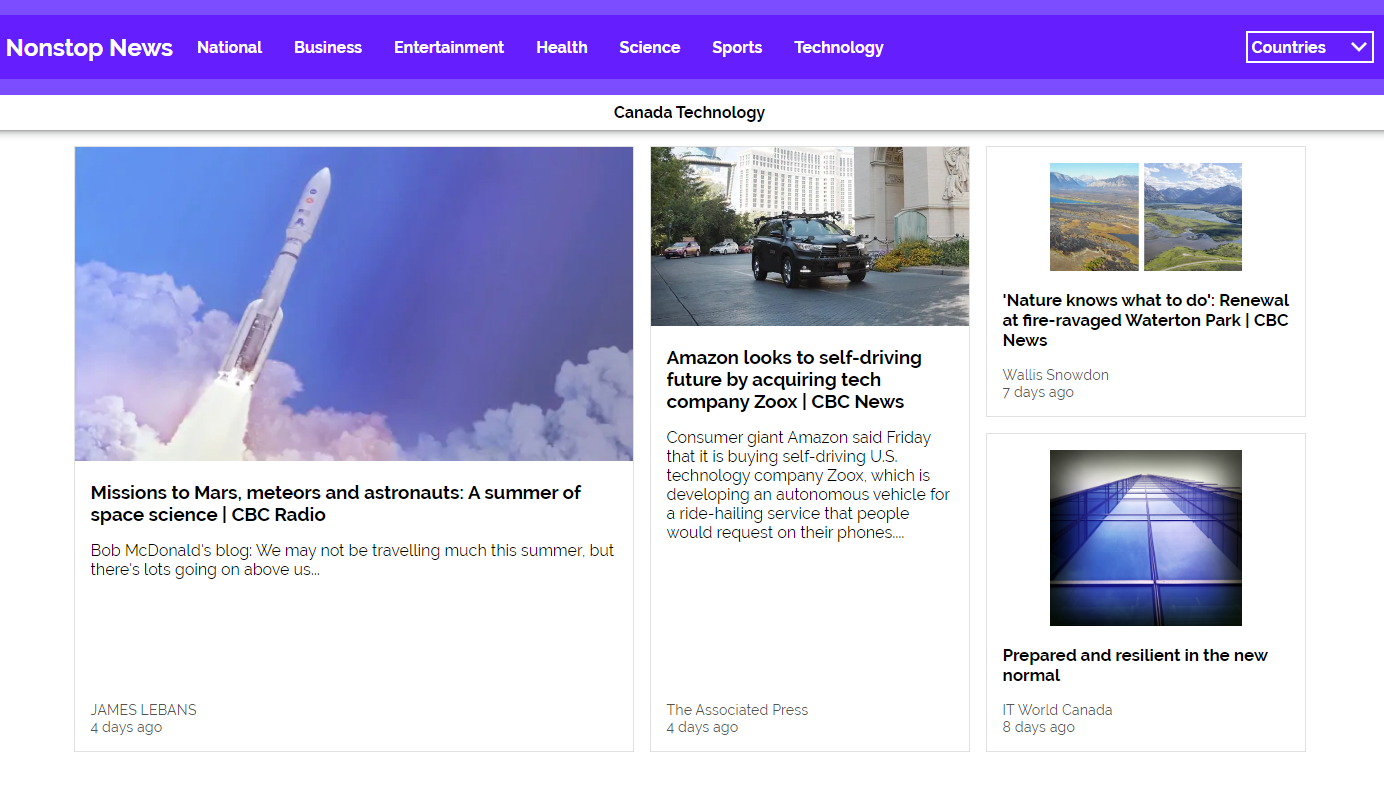 Nonstop News National Business Entertainment Health Science Sports Technology Countries
Canada Technology
Missions to Mars, meteors and astronauts: A summer of
space science | CBC Radio
Bob McDonald's blog: We may not be travelling much this summer, but
there's lots going on above us...
JAMES LEBANS
4 days ago
Amazon looks to self-driving
future by acquiring tech
company Zoox | CBC News
Consumer giant Amazon said Friday
that it is buying self-driving U.S.
technology company Zoox, which is
developing an autonomous vehicle for
a ride-hailing service that people
would request on their phones....
The Associated Press
4 days ago
'Nature knows what to do': Renewal
at fire-ravaged Waterton Park | CBC
News
Wallis Snowdon
7 days ago
Prepared and resilient in the new
normal
IT World Canada
8 days ago